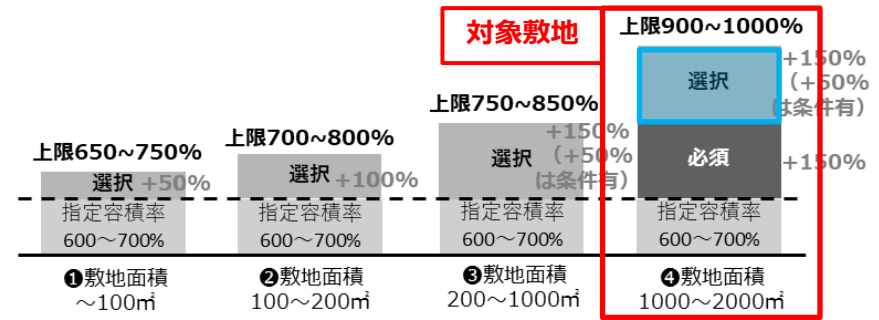 対象敷地
上限650~750%
選択 +50%
指定容積率
600～700%
❶敷地面積
～100㎡
上限700~800%
選択 +100%
指定容積率
600～700%
❷敷地面積
100～200㎡
上限750~850%
選択
+150%
（+50%
は条件有）
指定容積率
600～700%
❸敷地面積
200～1000㎡
上限900~1000%
選択
+150%
（+50%
は条件有）
必須 +150%
指定容積率
600～700%
❹敷地面積
1000～2000㎡